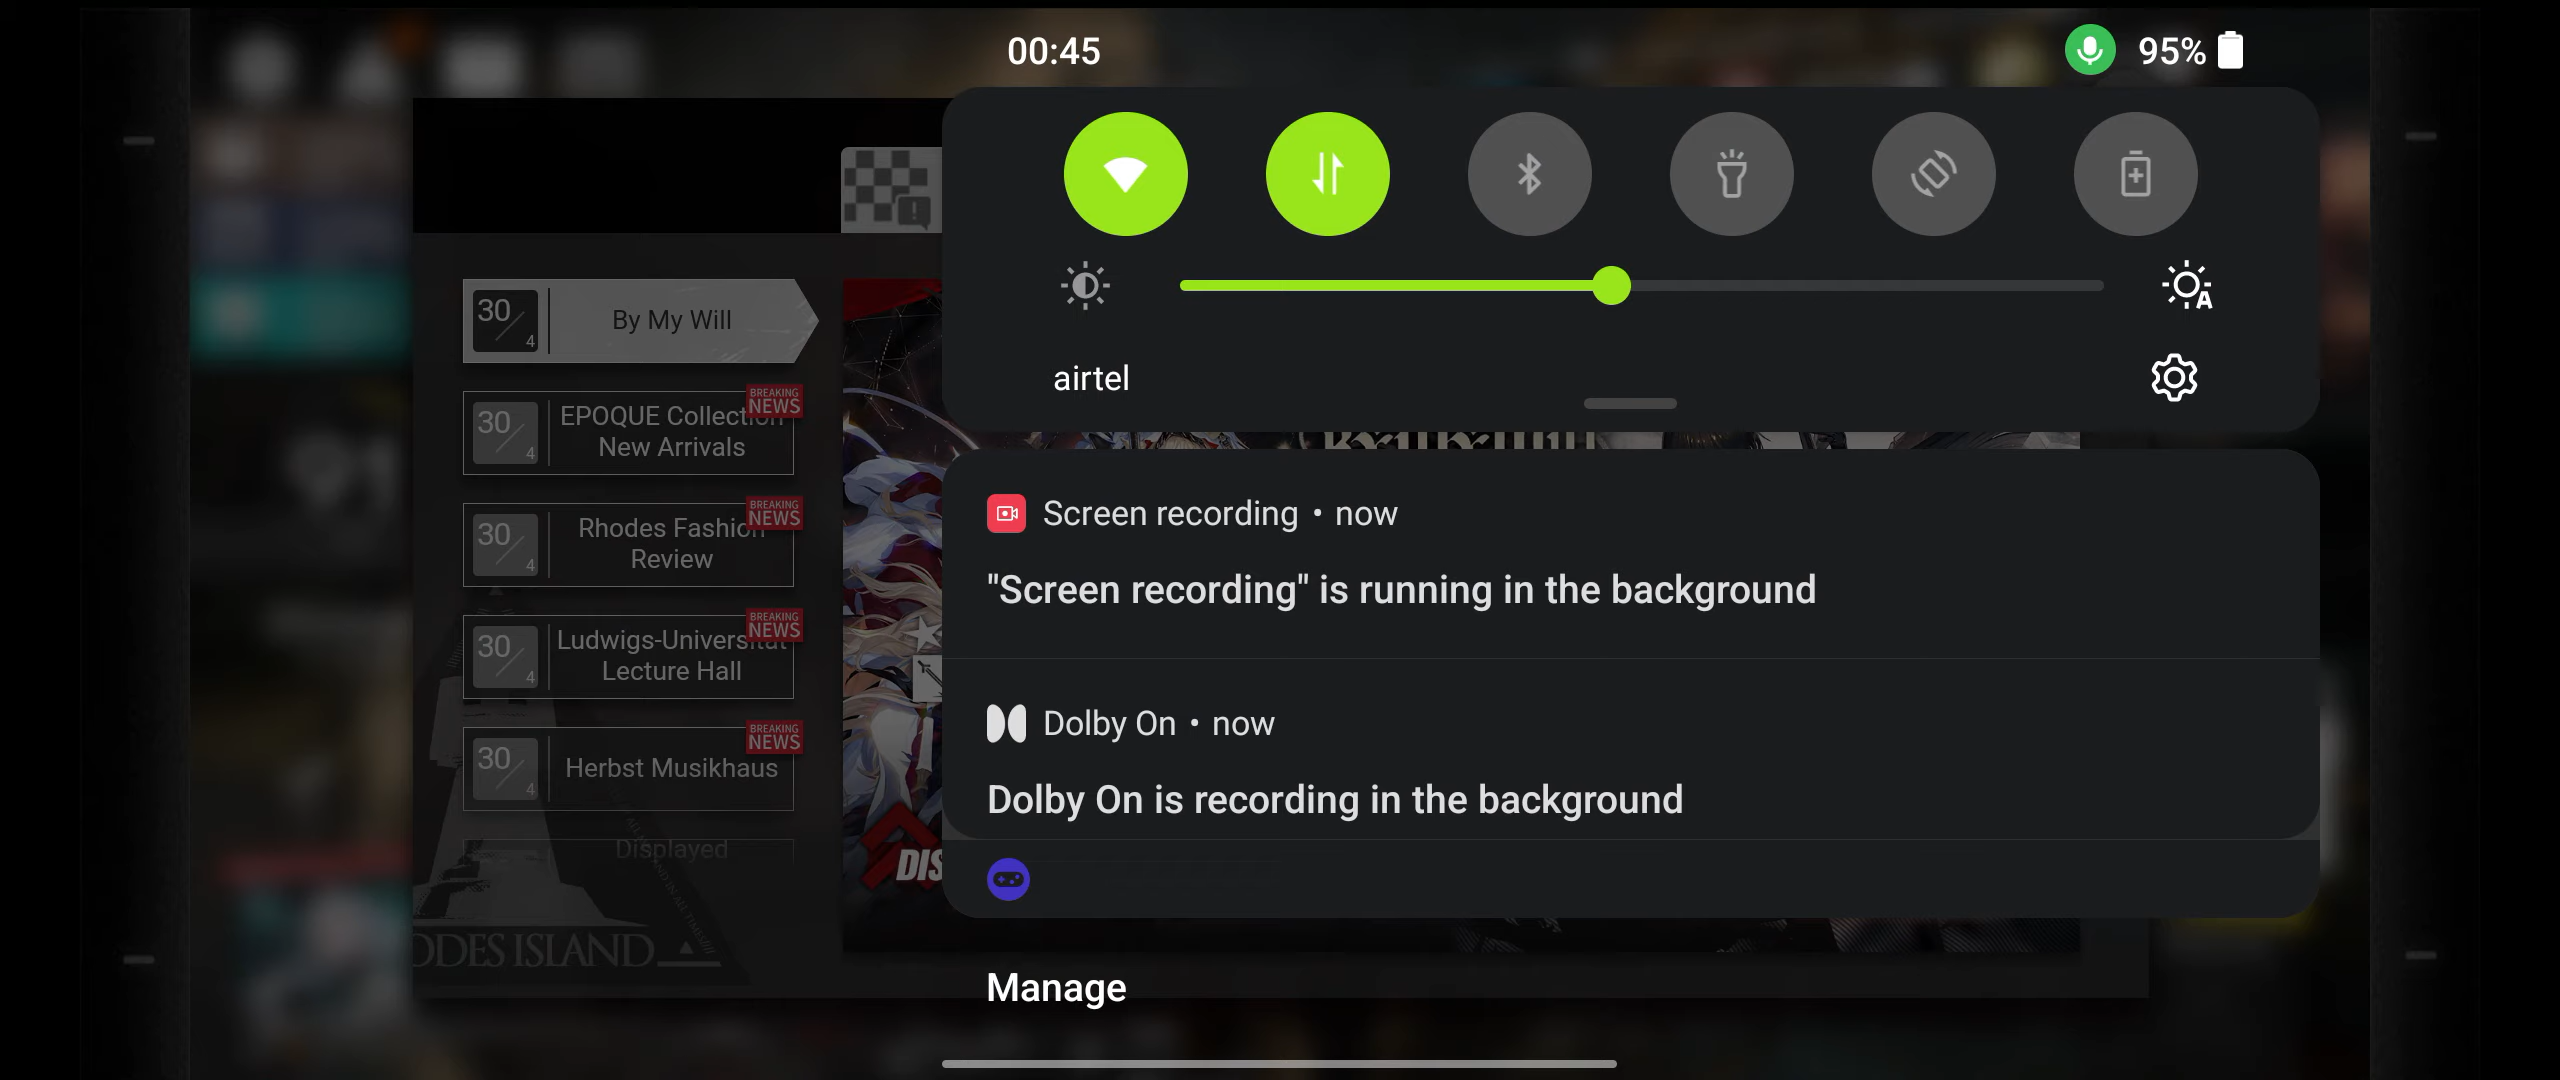 00:45
95%
airtel
Screen recording • now
"Screen recording" is running in the background
Dolby On • now
Dolby On is recording in the background
Manage
30/4
By My Will
30/4
EPOQUE Collection
New Arrivals
BREAKING
NEWS
30/4
Rhodes Fashion
Review
BREAKING
NEWS
30/4
Ludwigs-Universität
Lecture Hall
BREAKING
NEWS
30/4
Herbst Musikhaus
BREAKING
NEWS
Displayed
ODES ISLAND
DIS